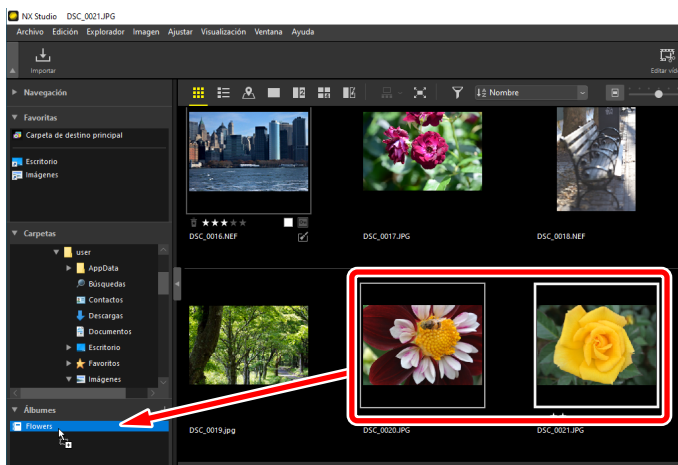 NX Studio DSC_0021.JPG
Archivo Edición Explorador Imagen Ajustar Visualización Ventana Ayuda
Importar
Editar víde
Navegación
Nombre
Favoritas
Carpeta de destino principal
Escritorio
Imágenes
Carpetas
user
AppData
Búsquedas
Contactos
Descargas
Documentos
Escritorio
Favoritos
Imágenes
Álbumes
Flowers
DSC_0016.NEF
DSC_0017.JPG
DSC_0018.NEF
DSC_0019.jpg
DSC_0020.JPG
DSC_0021.JPG